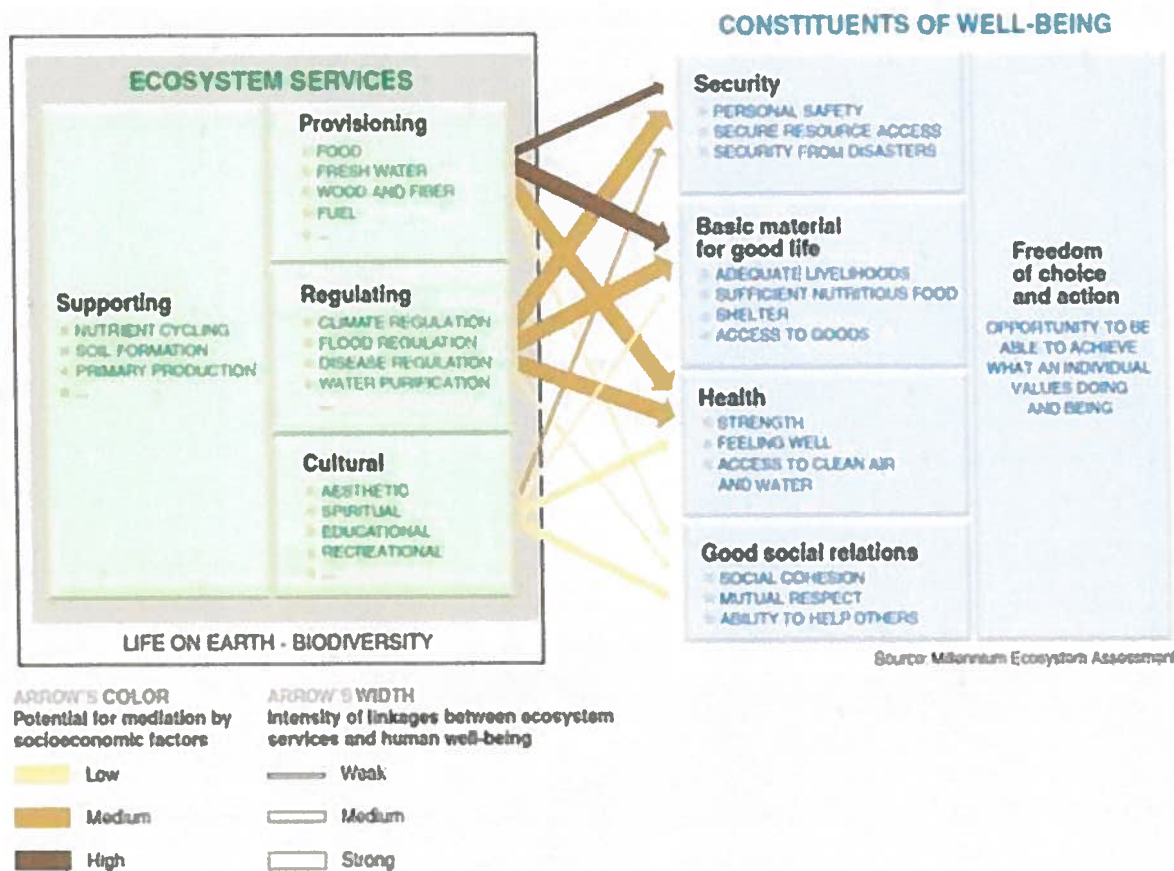 CONSTITUENTS OF WELL-BEING
ECOSYSTEM SERVICES
Supporting
NUTRIENT CYCLING
SOIL FORMATION
PRIMARY PRODUCTION
...
Provisioning
FOOD
FRESH WATER
WOOD AND FIBER
FUEL
...
Regulating
CLIMATE REGULATION
FLOOD REGULATION
DISEASE REGULATION
WATER PURIFICATION
...
Cultural
AESTHETIC
SPIRITUAL
EDUCATIONAL
RECREATIONAL
...
LIFE ON EARTH - BIODIVERSITY
Security
PERSONAL SAFETY
SECURE RESOURCE ACCESS
SECURITY FROM DISASTERS
Basic material
for good life
ADEQUATE LIVELIHOODS
SUFFICIENT NUTRITIOUS FOOD
SHELTER
ACCESS TO GOODS
Health
STRENGTH
FEELING WELL
ACCESS TO CLEAN AIR
AND WATER
Good social relations
SOCIAL COHESION
MUTUAL RESPECT
ABILITY TO HELP OTHERS
Freedom
of choice
and action
OPPORTUNITY TO BE
ABLE TO ACHIEVE
WHAT AN INDIVIDUAL
VALUES DOING
AND BEING
Source: Millennium Ecosystem Assessment
ARROW'S COLOR
Potential for mediation by
socioeconomic factors
Low
Medium
High
ARROW'S WIDTH
Intensity of linkages between ecosystem
services and human well-being
Weak
Medium
Strong